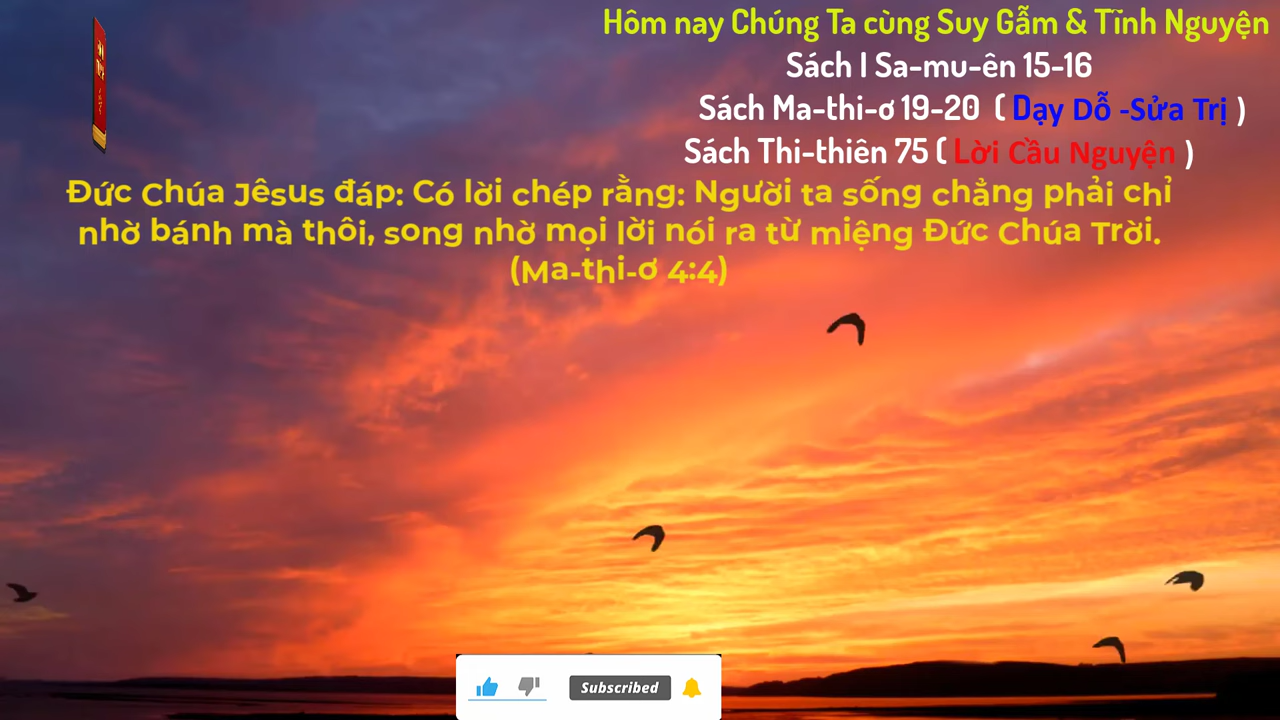 Hôm nay Chúng Ta cùng Suy Gẫm & Tĩnh Nguyện
Sách I Sa-mu-ên 15-16
Sách Ma-thi-ơ 19-20 ( Dạy Dỗ -Sửa Trị )
Sách Thi-thiên 75 ( Lời Cầu Nguyện )
Đức Chúa Jêsus đáp: Có lời chép rằng: Người ta sống chẳng phải chỉ
nhờ bánh mà thôi, song nhờ mọi lời nói ra từ miệng Đức Chúa Trời.
(Ma-thi-ơ 4:4)
Subscribed